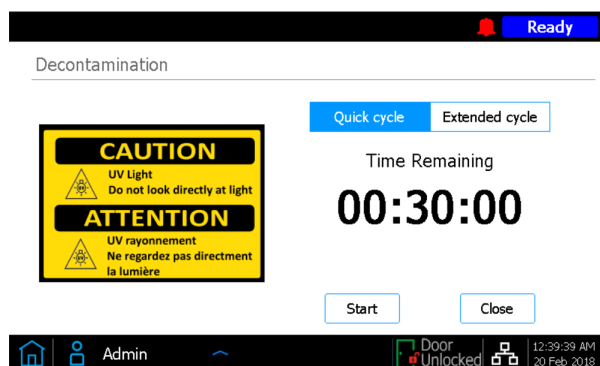 Ready
Decontamination
Quick cycle
Extended cycle
CAUTION
UV Light
Do not look directly at light
ATTENTION
UV rayonnement
Ne regardez pas directment
la lumière
Time Remaining
00:30:00
Start
Close
Admin
Door
Unlocked
12:39:39 AM
20 Feb 2018